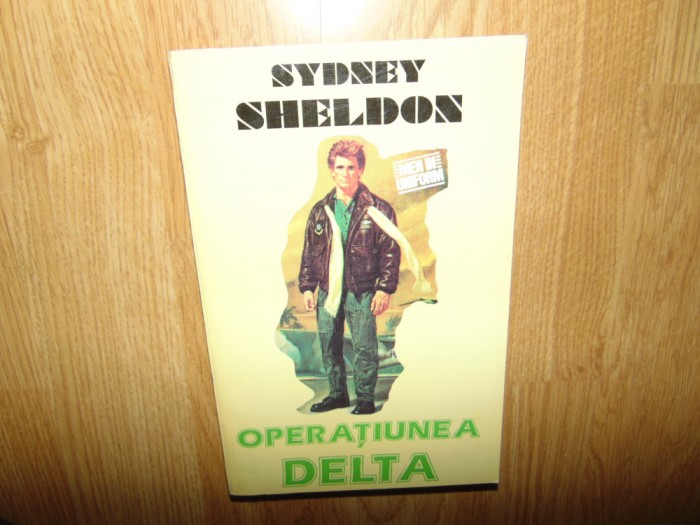 SYDNEY
SHELDON
MEN IN
UNIFORM
OPERAȚIUNEA
DELTA